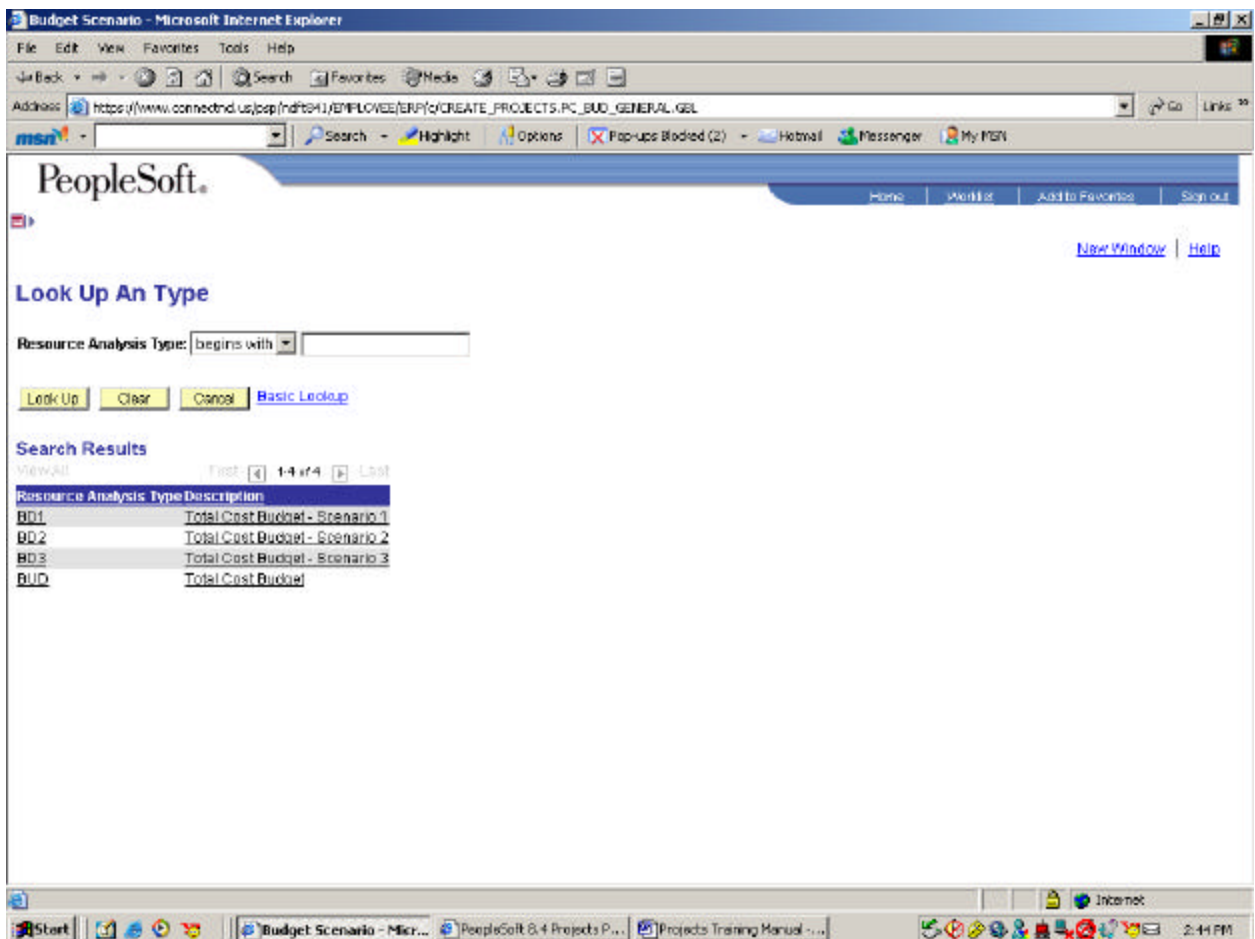 Budget Scenario - Microsoft Internet Explorer
File Edit View Favorites Tools Help
Back Search Favorites Media
Address https://www.connectnd.us/psp/ndfts941/EMPLOYEE/ERP/c/CREATE_PROJECTS.PC_BUD_GENERAL.GBL Go Links »
msn Search Highlight Options Pop-ups Blocked (2) Hotmail Messenger My MSN
PeopleSoft.
Home Worklist Add to Favorites Sign out
New Window Help
Look Up An Type
Resource Analysis Type: begins with
Look Up Clear Cancel Basic Lookup
Search Results
View All First 1-4 of 4 Last
Resource Analysis Type Description
BD1 Total Cost Budget - Scenario 1
BD2 Total Cost Budget - Scenario 2
BD3 Total Cost Budget - Scenario 3
BUD Total Cost Budget
Internet
Start Budget Scenario - Micr... PeopleSoft 8.4 Projects P... Projects Training Manual -... 2:44 PM